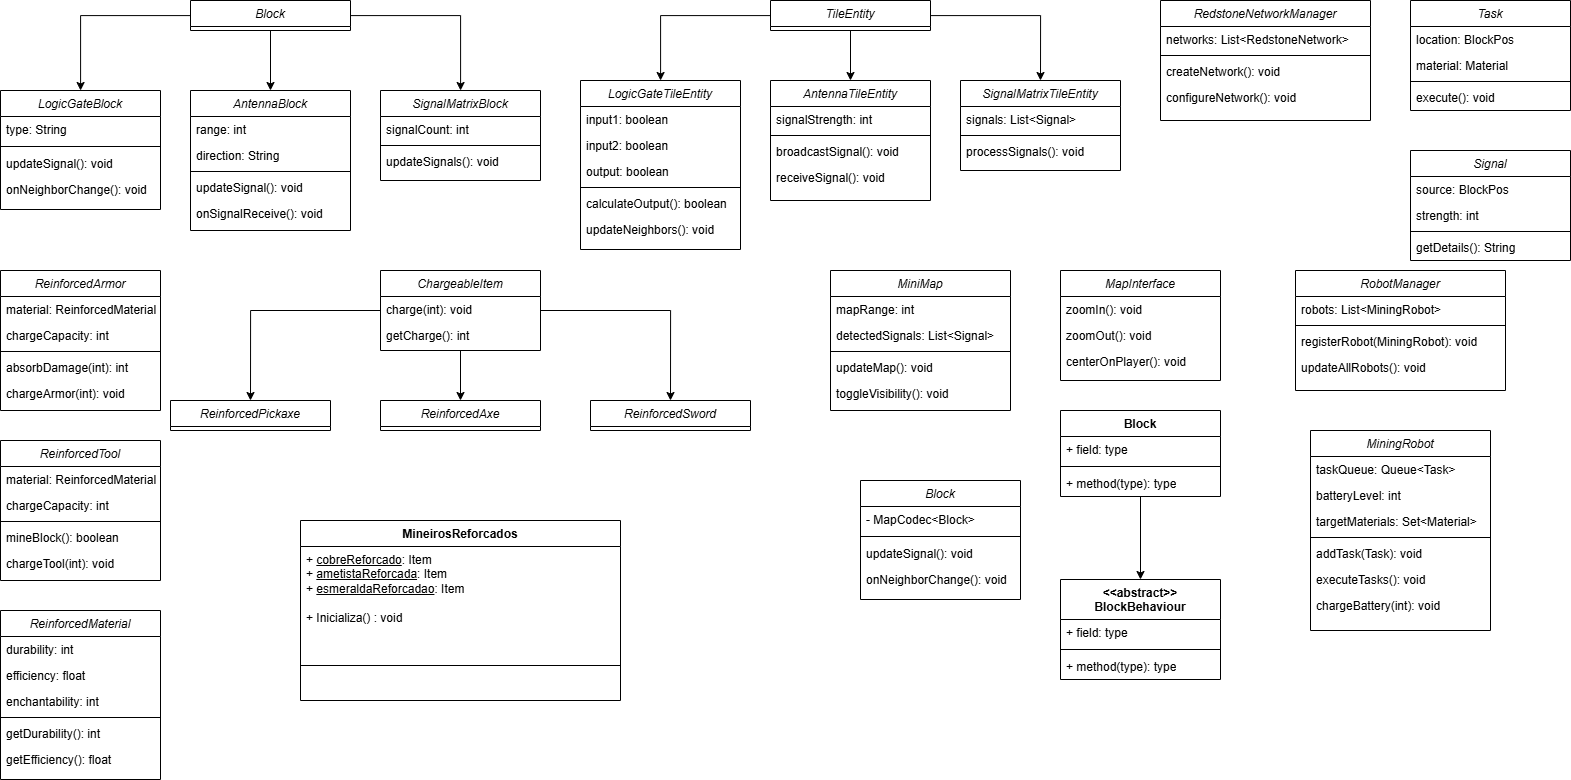 Block
LogicGateBlock
type: String
updateSignal(): void
onNeighborChange(): void
AntennaBlock
range: int
direction: String
updateSignal(): void
onSignalReceive(): void
SignalMatrixBlock
signalCount: int
updateSignals(): void
TileEntity
LogicGateTileEntity
input1: boolean
input2: boolean
output: boolean
calculateOutput(): boolean
updateNeighbors(): void
AntennaTileEntity
signalStrength: int
broadcastSignal(): void
receiveSignal(): void
SignalMatrixTileEntity
signals: List<Signal>
processSignals(): void
RedstoneNetworkManager
networks: List<RedstoneNetwork>
createNetwork(): void
configureNetwork(): void
Task
location: BlockPos
material: Material
execute(): void
Signal
source: BlockPos
strength: int
getDetails(): String
ReinforcedArmor
material: ReinforcedMaterial
chargeCapacity: int
absorbDamage(int): int
chargeArmor(int): void
ChargeableItem
charge(int): void
getCharge(): int
ReinforcedPickaxe
ReinforcedAxe
ReinforcedSword
MiniMap
mapRange: int
detectedSignals: List<Signal>
updateMap(): void
toggleVisibility(): void
MapInterface
zoomIn(): void
zoomOut(): void
centerOnPlayer(): void
RobotManager
robots: List<MiningRobot>
registerRobot(MiningRobot): void
updateAllRobots(): void
ReinforcedTool
material: ReinforcedMaterial
chargeCapacity: int
mineBlock(): boolean
chargeTool(int): void
MineirosReforcados
+ cobreReforcado: Item
+ ametistaReforcada: Item
+ esmeraldaReforcadao: Item
+ Inicializa() : void
Block
- MapCodec<Block>
updateSignal(): void
onNeighborChange(): void
Block
+ field: type
+ method(type): type
<<abstract>>
BlockBehaviour
+ field: type
+ method(type): type
MiningRobot
taskQueue: Queue<Task>
batteryLevel: int
targetMaterials: Set<Material>
addTask(Task): void
executeTasks(): void
chargeBattery(int): void
ReinforcedMaterial
durability: int
efficiency: float
enchantability: int
getDurability(): int
getEfficiency(): float